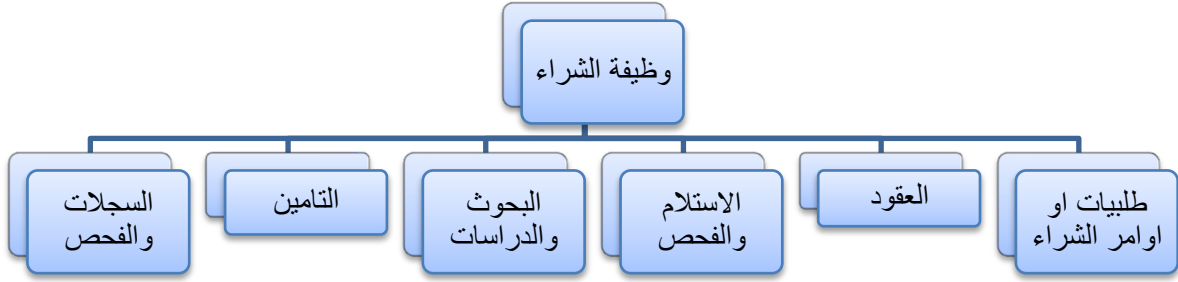 وظيفة الشراء
طلبيات او
اوامر الشراء
العقود
الاستلام
والفحص
البحوث
والدراسات
التامين
السجلات
والفحص